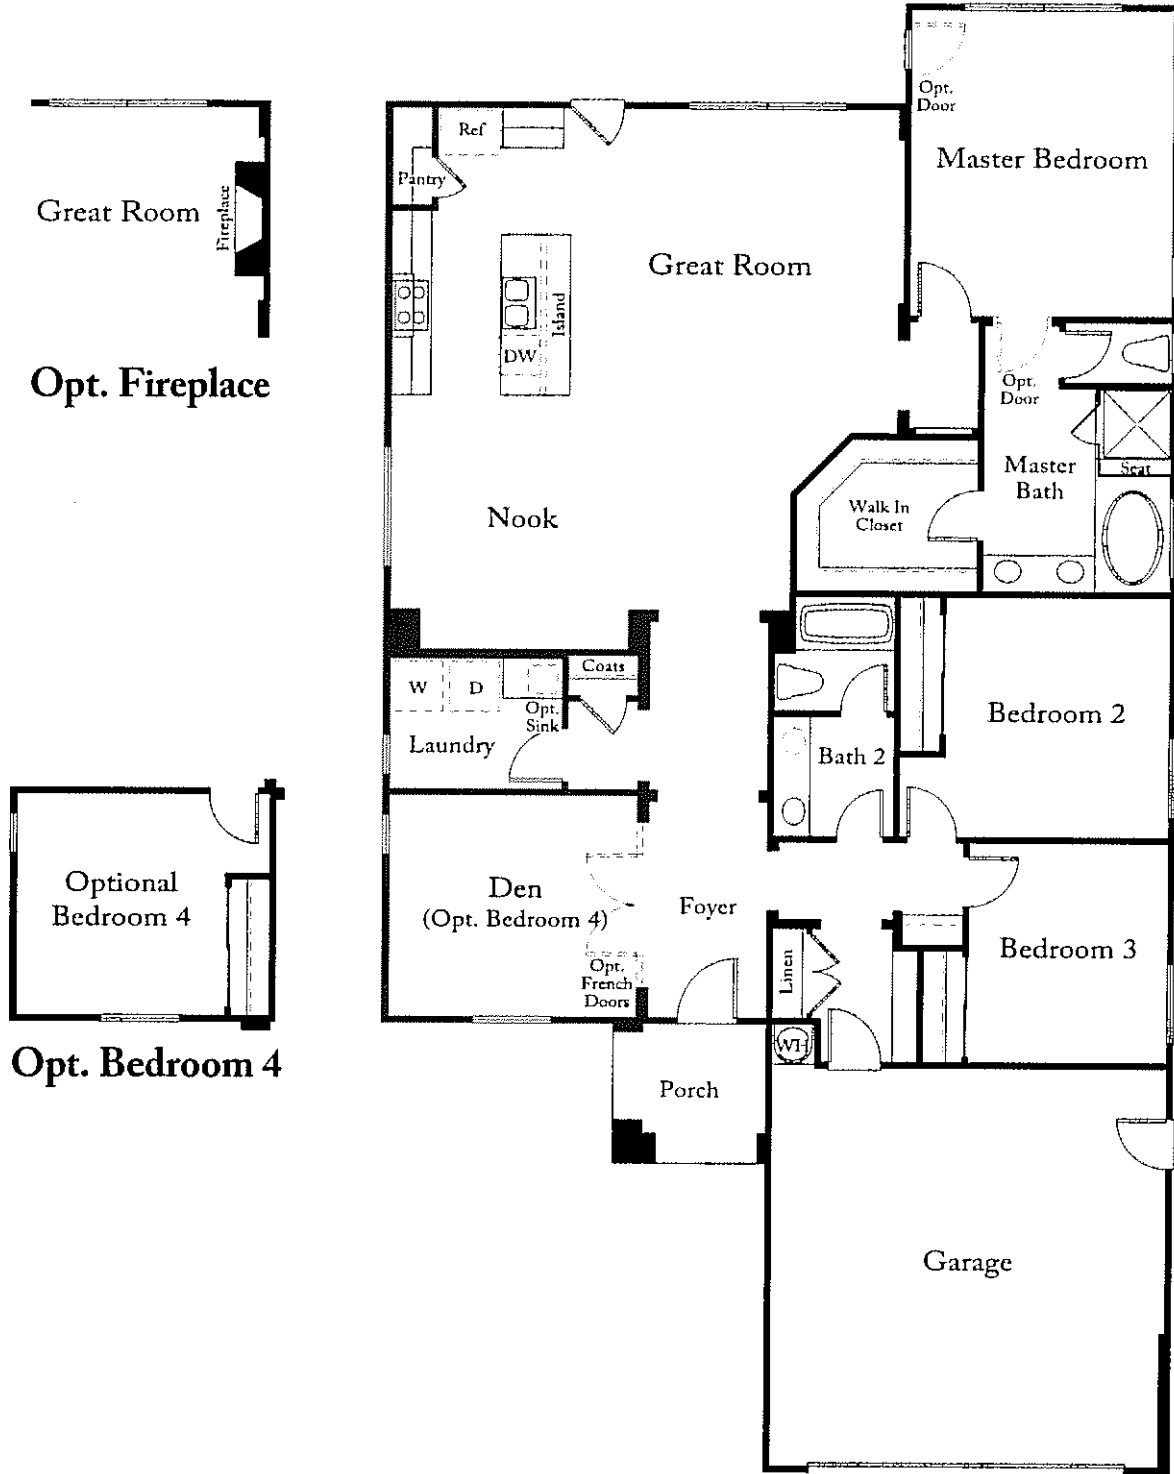 Opt.
Door
Master Bedroom
Ref
Pantry
Great Room
Fireplace
Great Room
Island
DW
Opt. Fireplace
Opt.
Door
Master
Bath
Seat
Walk In
Closet
Nook
Coats
W
D
Opt.
Sink
Laundry
Bedroom 2
Bath 2
Optional
Bedroom 4
Den
(Opt. Bedroom 4)
Foyer
Opt.
French
Doors
Linen
Bedroom 3
WH
Opt. Bedroom 4
Porch
Garage